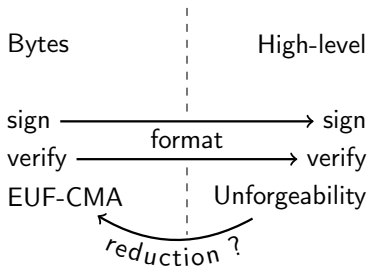 Bytes High-level
sign sign
format
verify verify
EUF-CMA Unforgeability
reduction ?